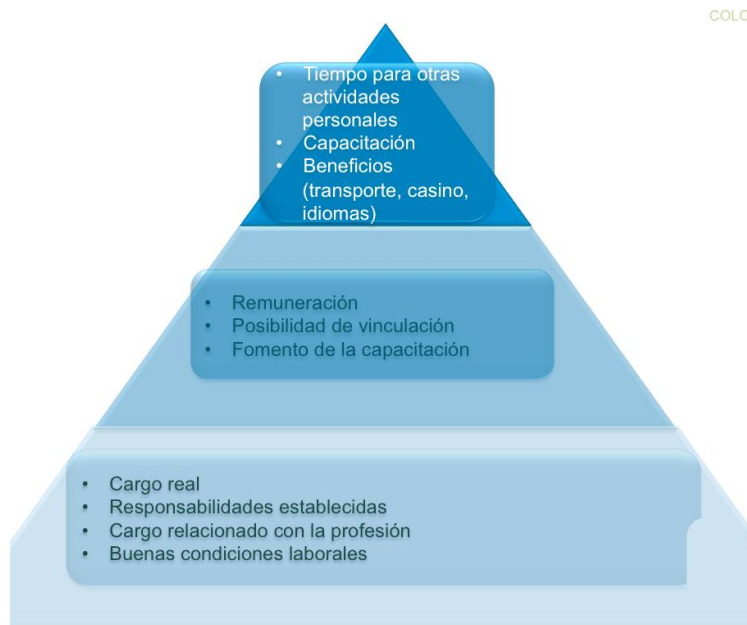 COLO
• Tiempo para otras
actividades
personales
• Capacitación
• Beneficios
(transporte, casino,
idiomas)
• Remuneración
• Posibilidad de vinculación
• Fomento de la capacitación
• Cargo real
• Responsabilidades establecidas
• Cargo relacionado con la profesión
• Buenas condiciones laborales